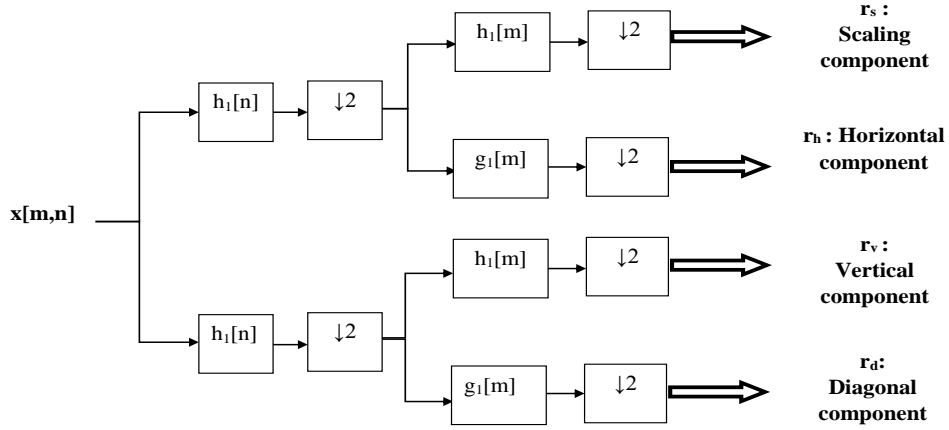 h₁[m]
↓2
rₛ :
Scaling
component
h₁[n]
↓2
g₁[m]
↓2
rₕ : Horizontal
component
x[m,n]
h₁[m]
↓2
rᵥ :
Vertical
component
h₁[n]
↓2
g₁[m]
↓2
r_d:
Diagonal
component